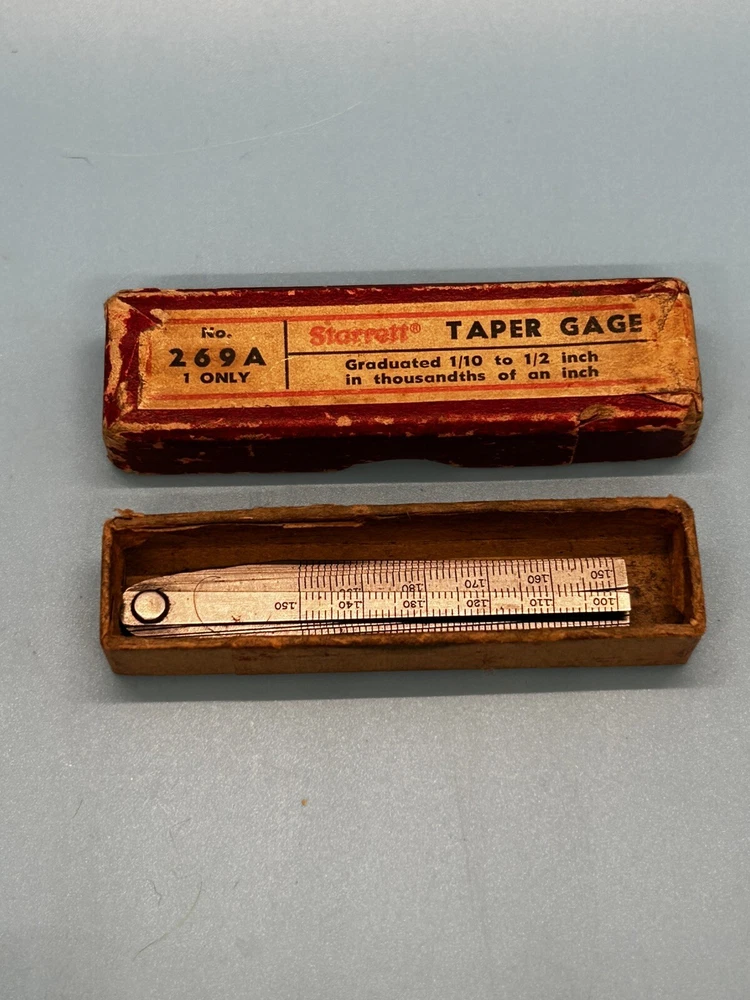 No.
269A
1 ONLY
Starrett® TAPER GAGE
Graduated 1/10 to 1/2 inch
in thousandths of an inch
180 170 160 150
.150 140 130 120 110 100